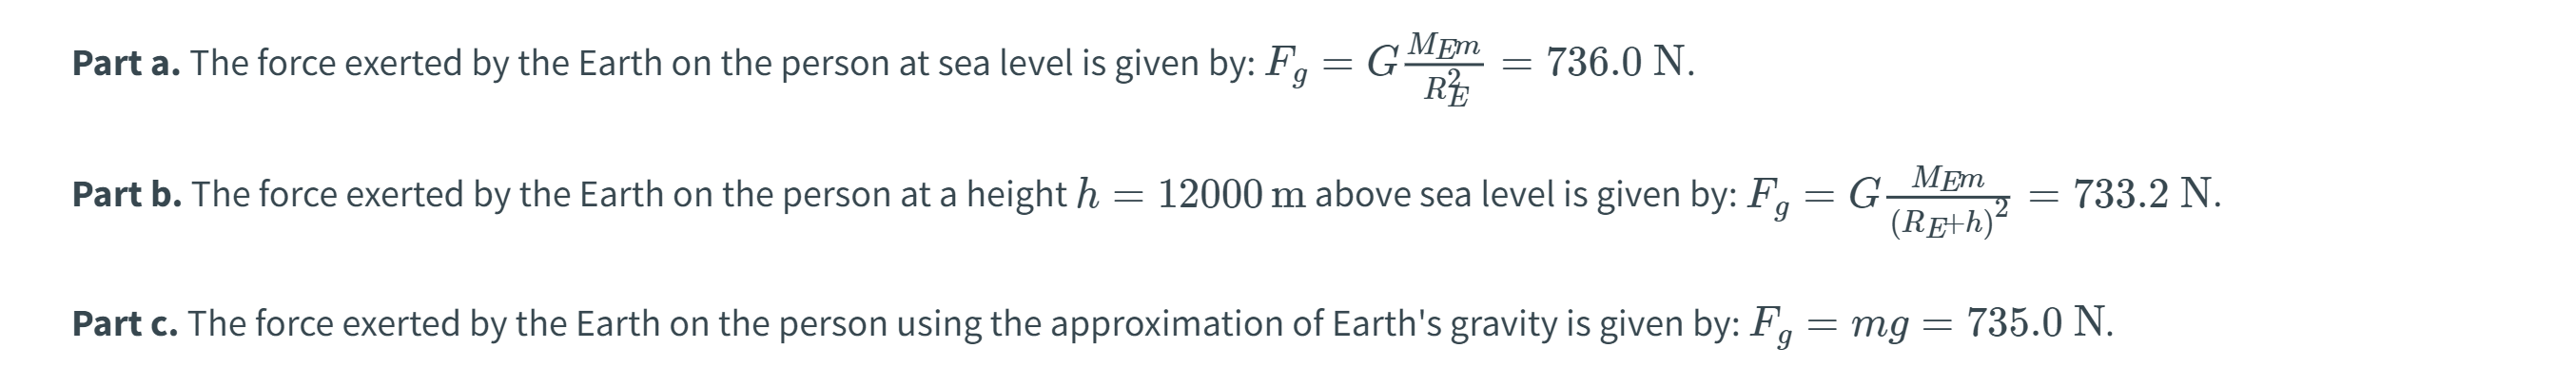 Part a. The force exerted by the Earth on the person at sea level is given by: $F_g = G\frac{M_E m}{R_E^2} = 736.0 \text{ N}.$
Part b. The force exerted by the Earth on the person at a height $h = 12000 \text{ m}$ above sea level is given by: $F_g = G\frac{M_E m}{(R_E+h)^2} = 733.2 \text{ N}.$
Part c. The force exerted by the Earth on the person using the approximation of Earth's gravity is given by: $F_g = mg = 735.0 \text{ N}.$